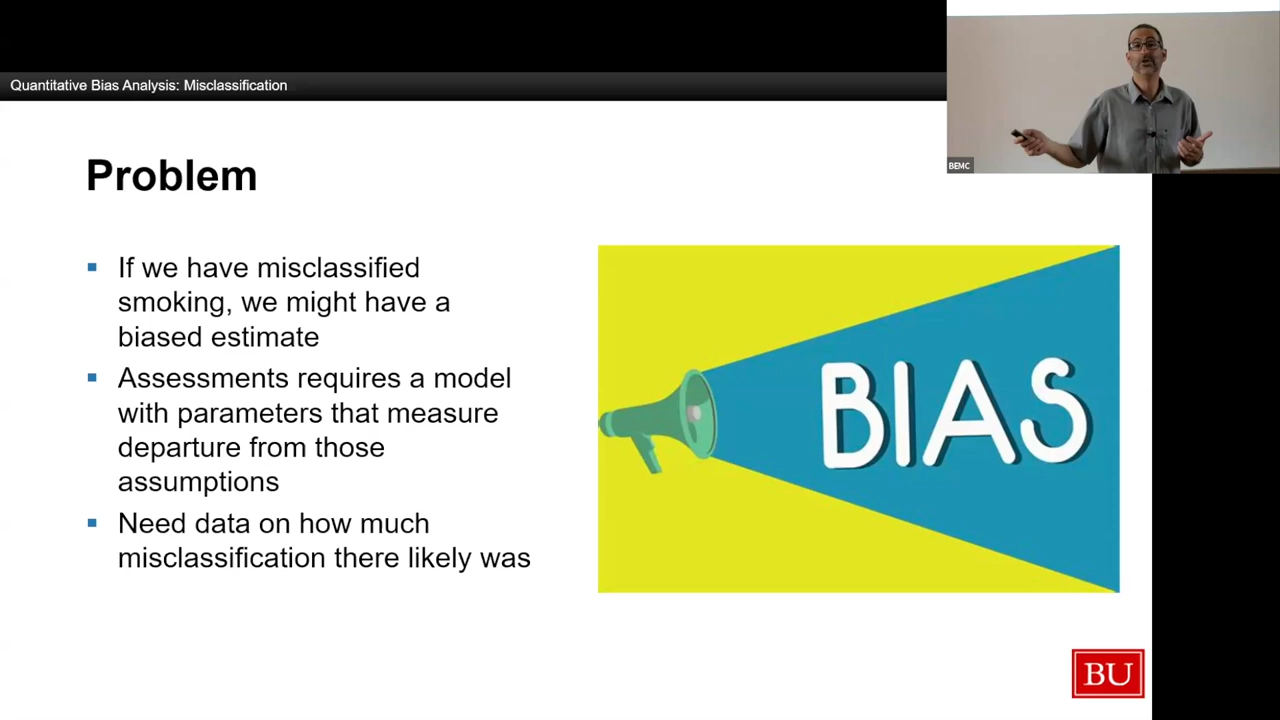 Quantitative Bias Analysis: Misclassification
BEMC
Problem
If we have misclassified
smoking, we might have a
biased estimate
Assessments requires a model
with parameters that measure
departure from those
assumptions
Need data on how much
misclassification there likely was
BIAS
BU